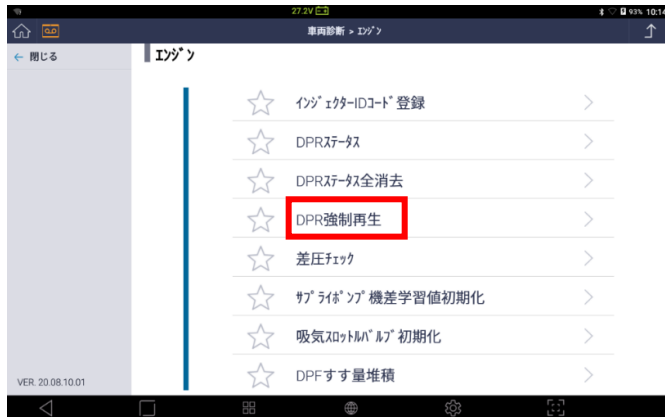 27.2V
93% 10:14
車両診断 > ｴﾝｼﾞﾝ
← 閉じる
ｴﾝｼﾞﾝ
ｲﾝｼﾞｪｸﾀｰIDｺｰﾄﾞ登録
DPRｽﾃｰﾀｽ
DPRｽﾃｰﾀｽ全消去
DPR強制再生
差圧ﾁｪｯｸ
ｻﾌﾟﾗｲﾎﾟﾝﾌﾟ機差学習値初期化
吸気ｽﾛｯﾄﾙﾊﾞﾙﾌﾞ初期化
DPFすす量堆積
VER. 20.08.10.01